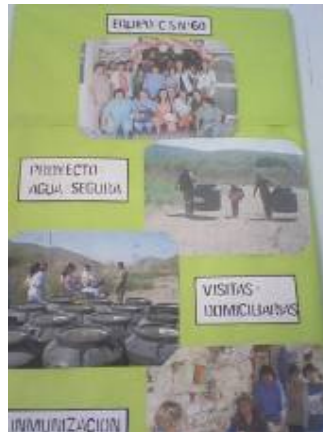 EQUIPO C.S.Nº60
PROYECTO
AGUA SEGURA
VISITAS
DOMICILIARIAS
INMUNIZACION